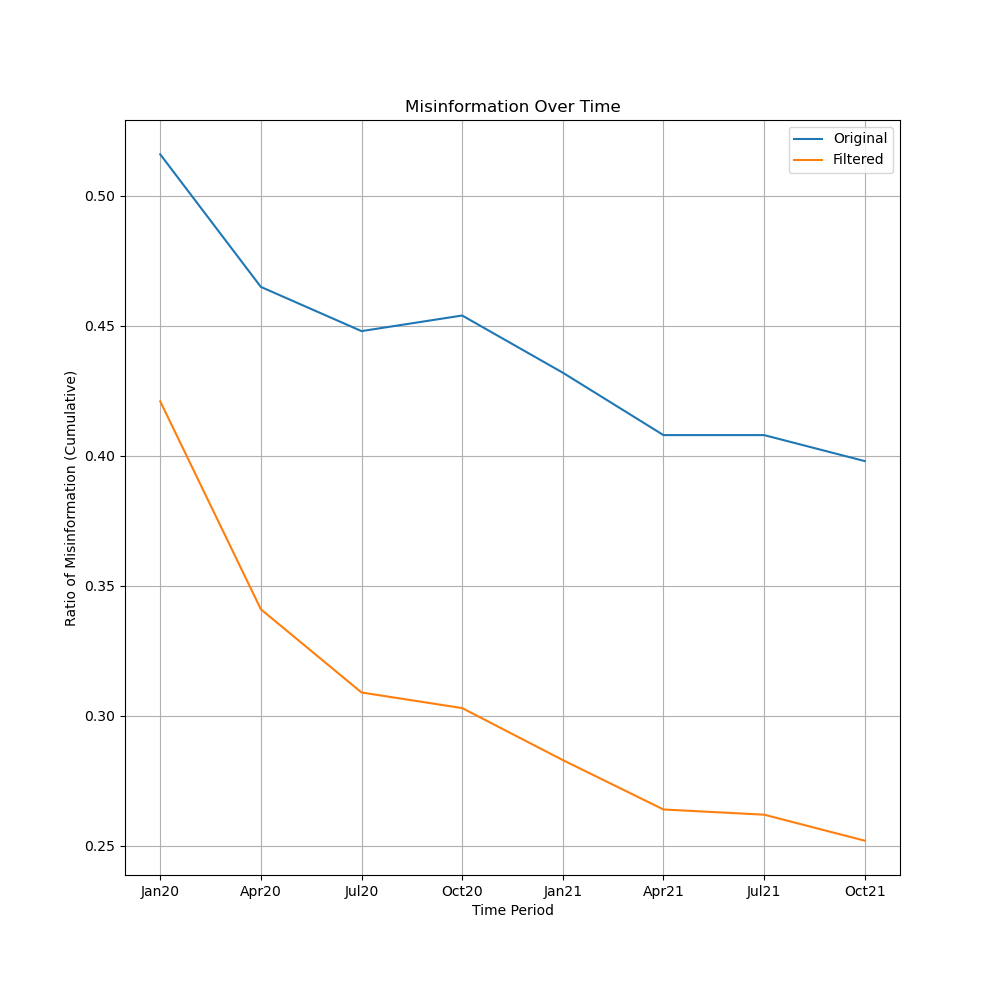 Misinformation Over Time
Original
Filtered
0.50
0.45
0.40
0.35
0.30
0.25
Ratio of Misinformation (Cumulative)
Jan20 Apr20 Jul20 Oct20 Jan21 Apr21 Jul21 Oct21
Time Period